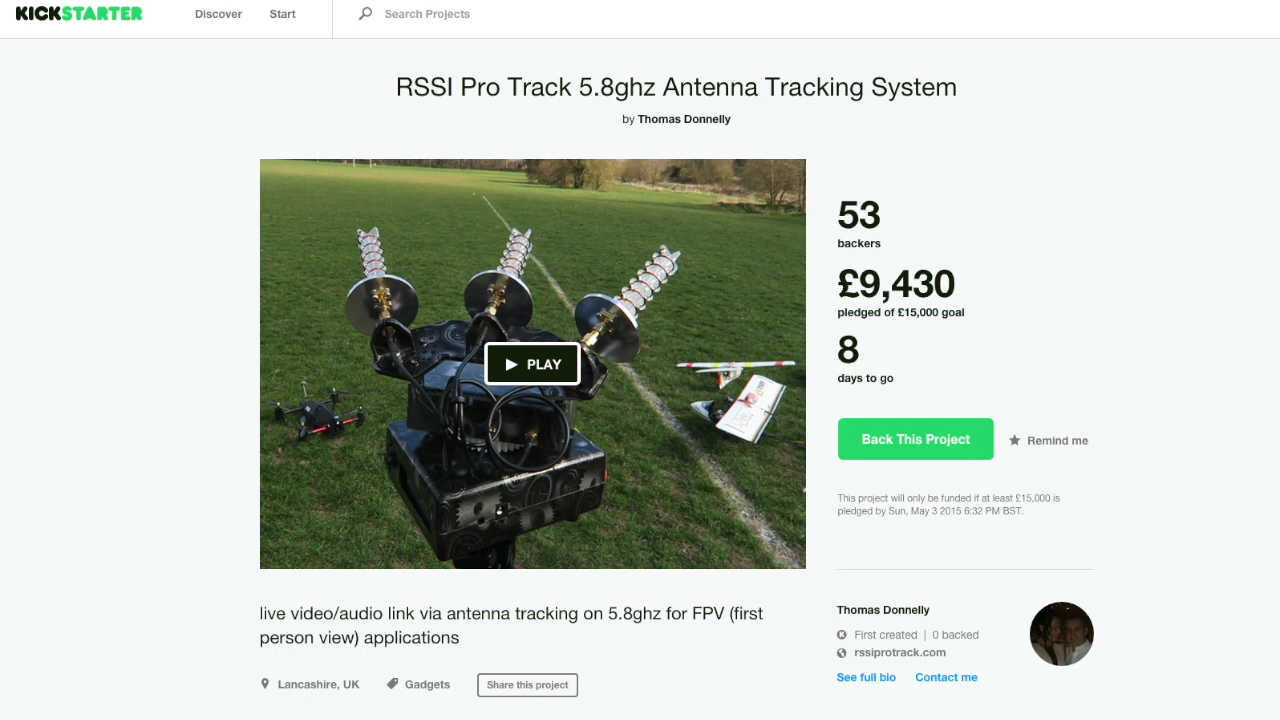 KICKSTARTER
Discover
Start
Search Projects
RSSI Pro Track 5.8ghz Antenna Tracking System
by Thomas Donnelly
PLAY
53
backers
£9,430
pledged of £15,000 goal
8
days to go
Back This Project
Remind me
This project will only be funded if at least £15,000 is
pledged by Sun, May 3 2015 6:32 PM BST.
live video/audio link via antenna tracking on 5.8ghz for FPV (first
person view) applications
Lancashire, UK
Gadgets
Share this project
Thomas Donnelly
First created | 0 backed
rssiprotrack.com
See full bio
Contact me